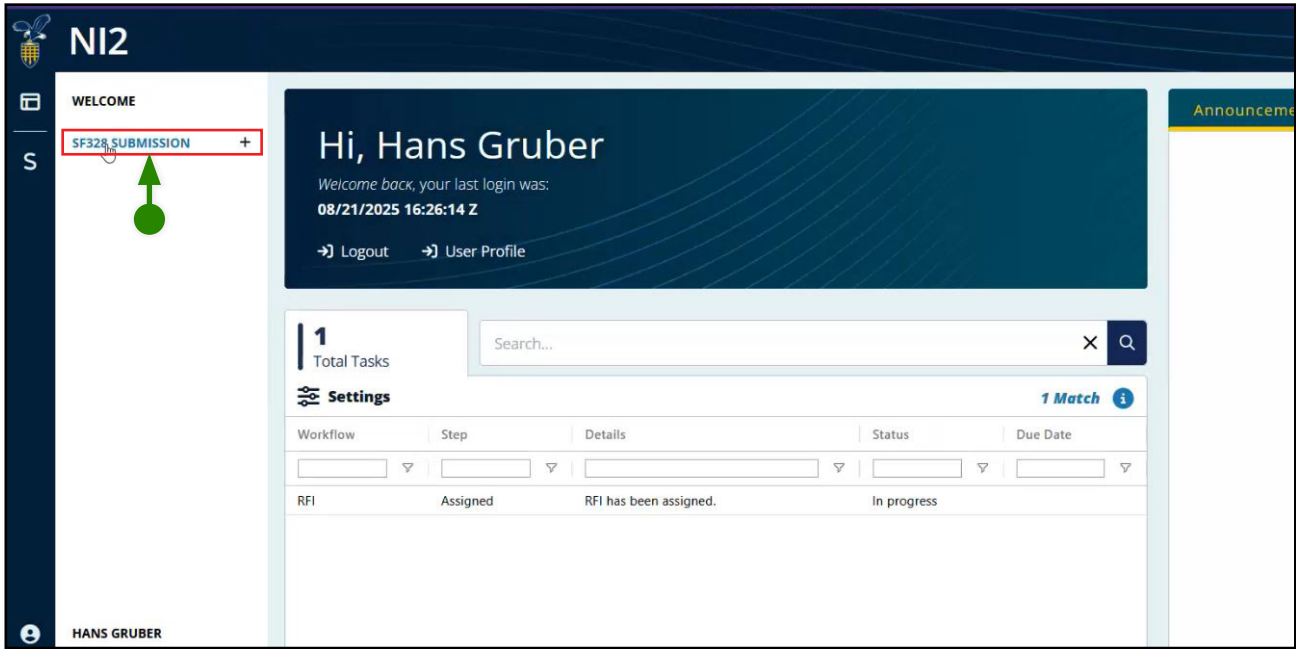 NI2
WELCOME
SF328 SUBMISSION +
S
HANS GRUBER
Hi, Hans Gruber
Welcome back, your last login was:
08/21/2025 16:26:14 Z
Logout User Profile
Announceme
1
Total Tasks
Search...
Settings
1 Match
Workflow Step Details Status Due Date
RFI Assigned RFI has been assigned. In progress